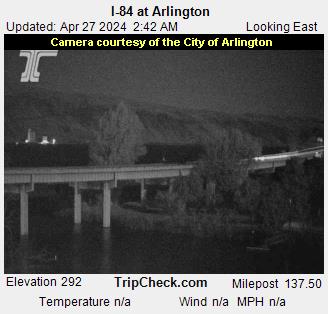 I-84 at Arlington
Updated: Apr 27 2024 2:42 AM Looking East
Camera courtesy of the City of Arlington
Elevation 292 TripCheck.com Milepost 137.50
Temperature n/a Wind n/a MPH n/a